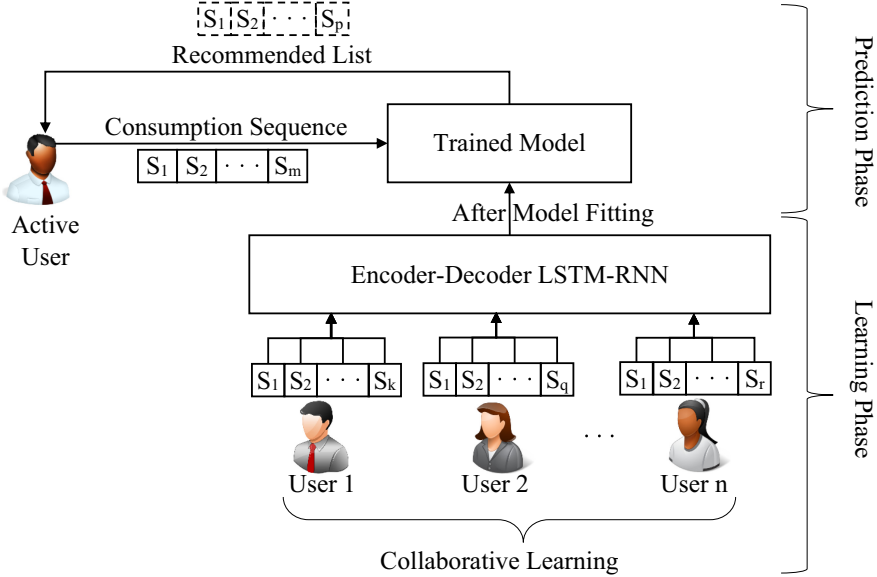 S₁ S₂ · · · Sₚ
Recommended List
Consumption Sequence
S₁ S₂ · · · Sₘ
Trained Model
Active
User
After Model Fitting
Encoder-Decoder LSTM-RNN
S₁ S₂ · · · Sₖ
S₁ S₂ · · · S_q
S₁ S₂ · · · Sᵣ
· · ·
User 1
User 2
User n
Collaborative Learning
Prediction Phase
Learning Phase